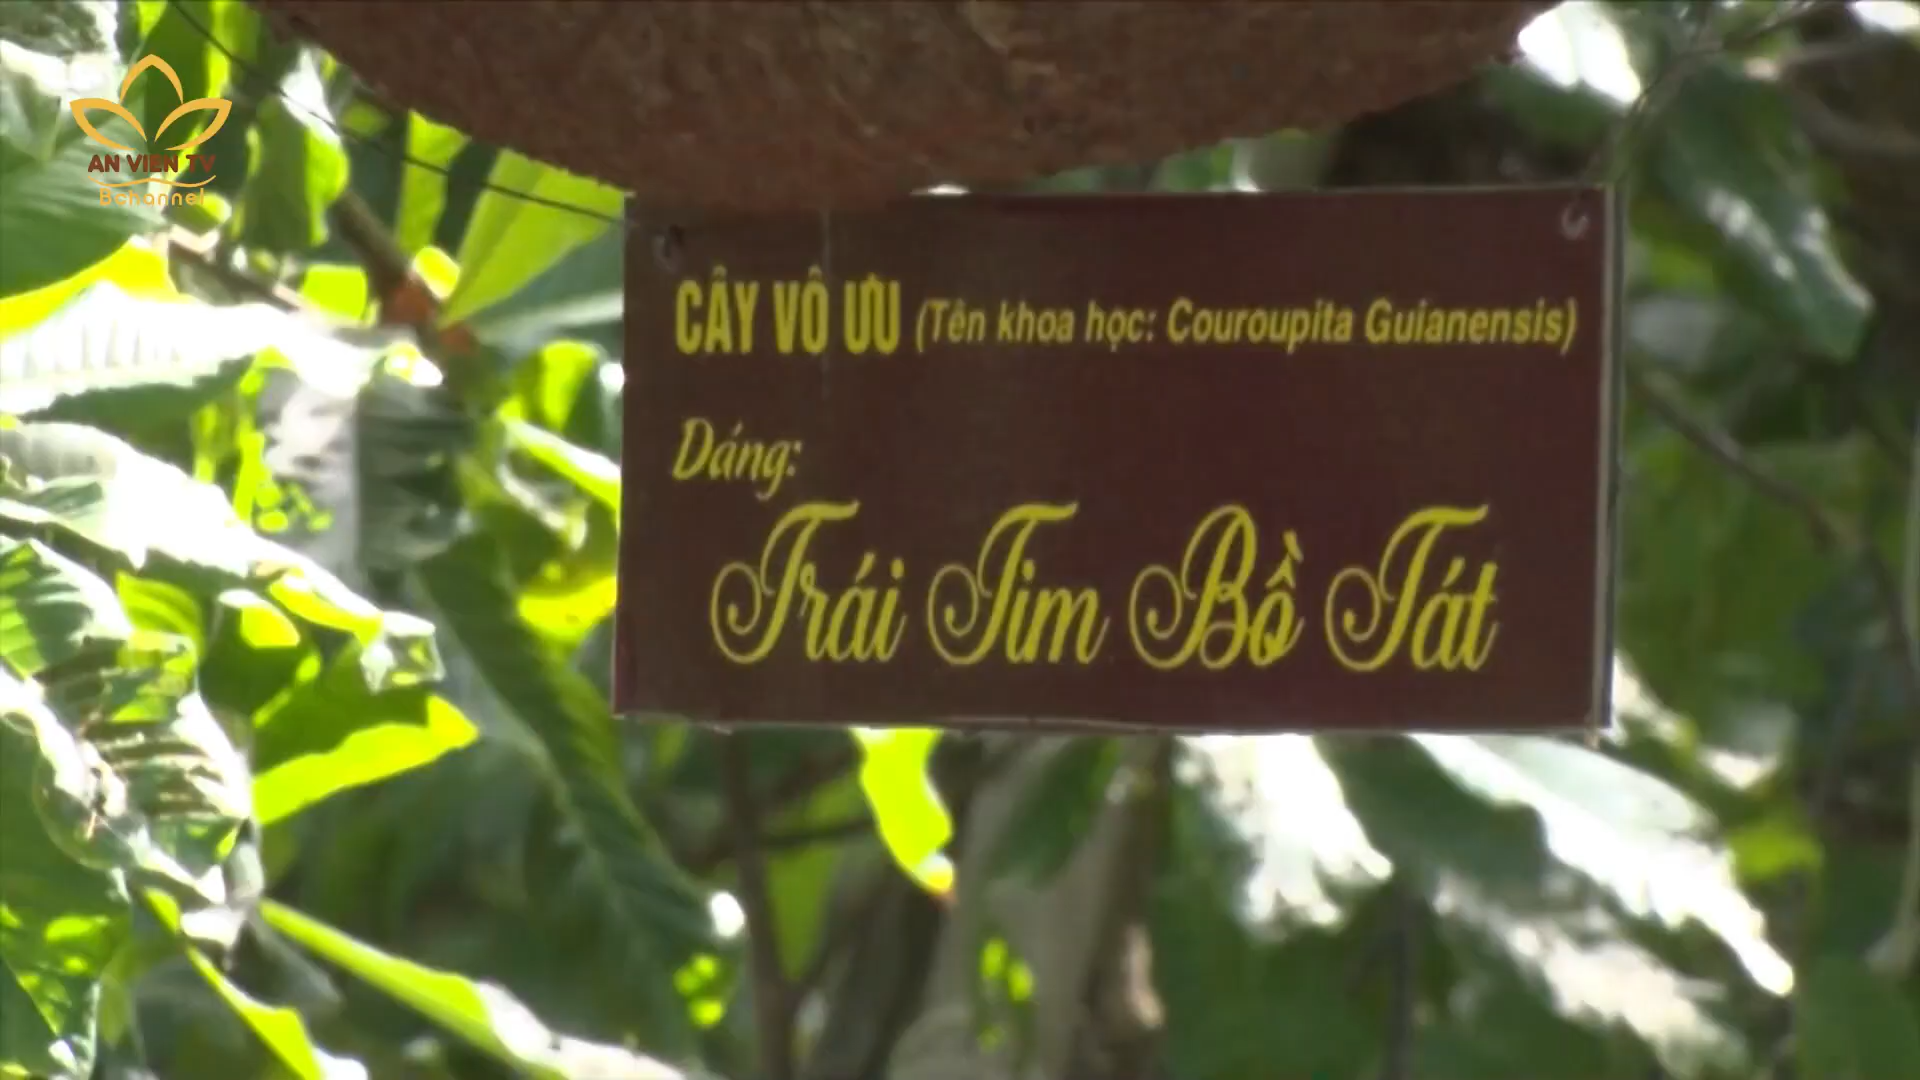 AN VIEN TV
Bchannel
CÂY VÔ ƯU (Tên khoa học: Couroupita Guianensis)
Dáng:
Trái Tim Bồ Tát